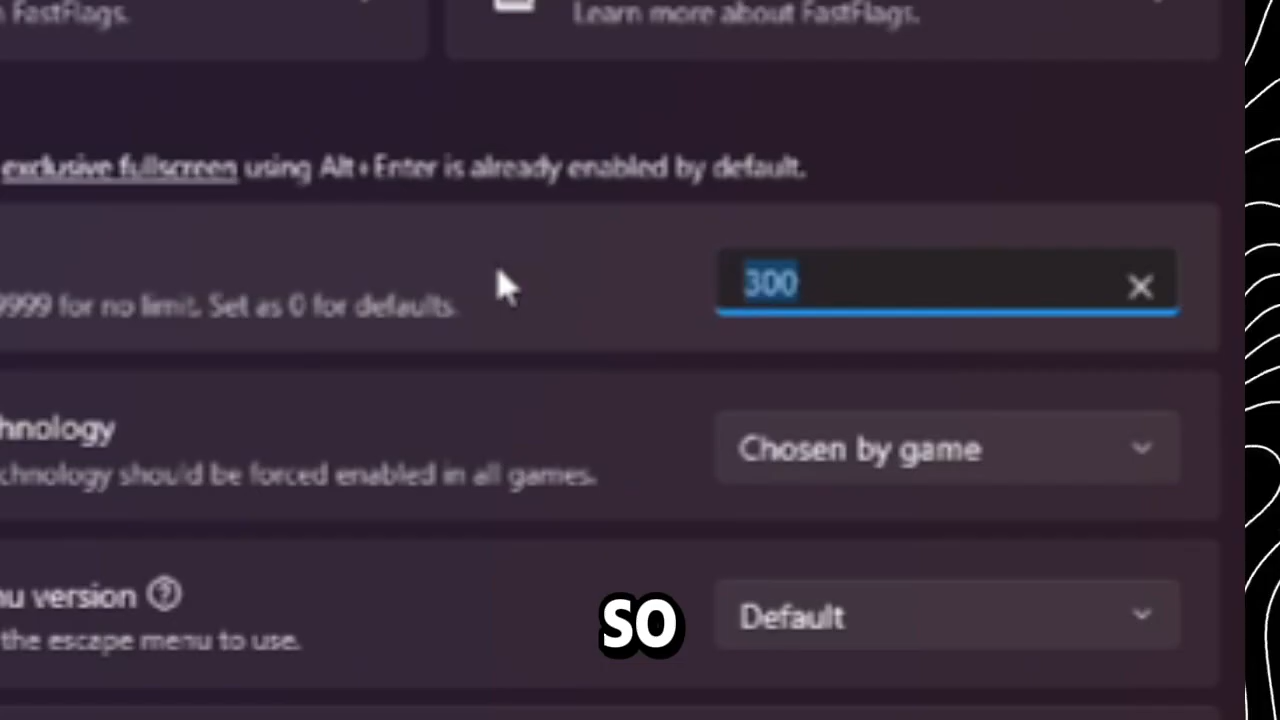 FastFlags.
Learn more about FastFlags.
exclusive fullscreen using Alt+Enter is already enabled by default.
300
9999 for no limit. Set as 0 for defaults.
hnology
Chosen by game
chnology should be forced enabled in all games.
nu version
Default
the escape menu to use.
SO